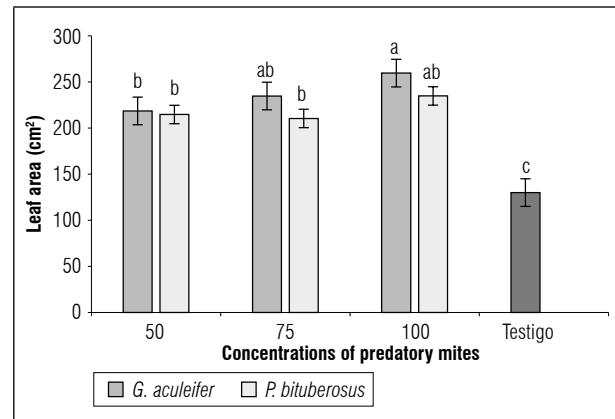 Leaf area (cm²)
300
250
200
150
100
50
0
b b ab b a ab c
50 75 100 Testigo
Concentrations of predatory mites
G. aculeifer P. bituberosus